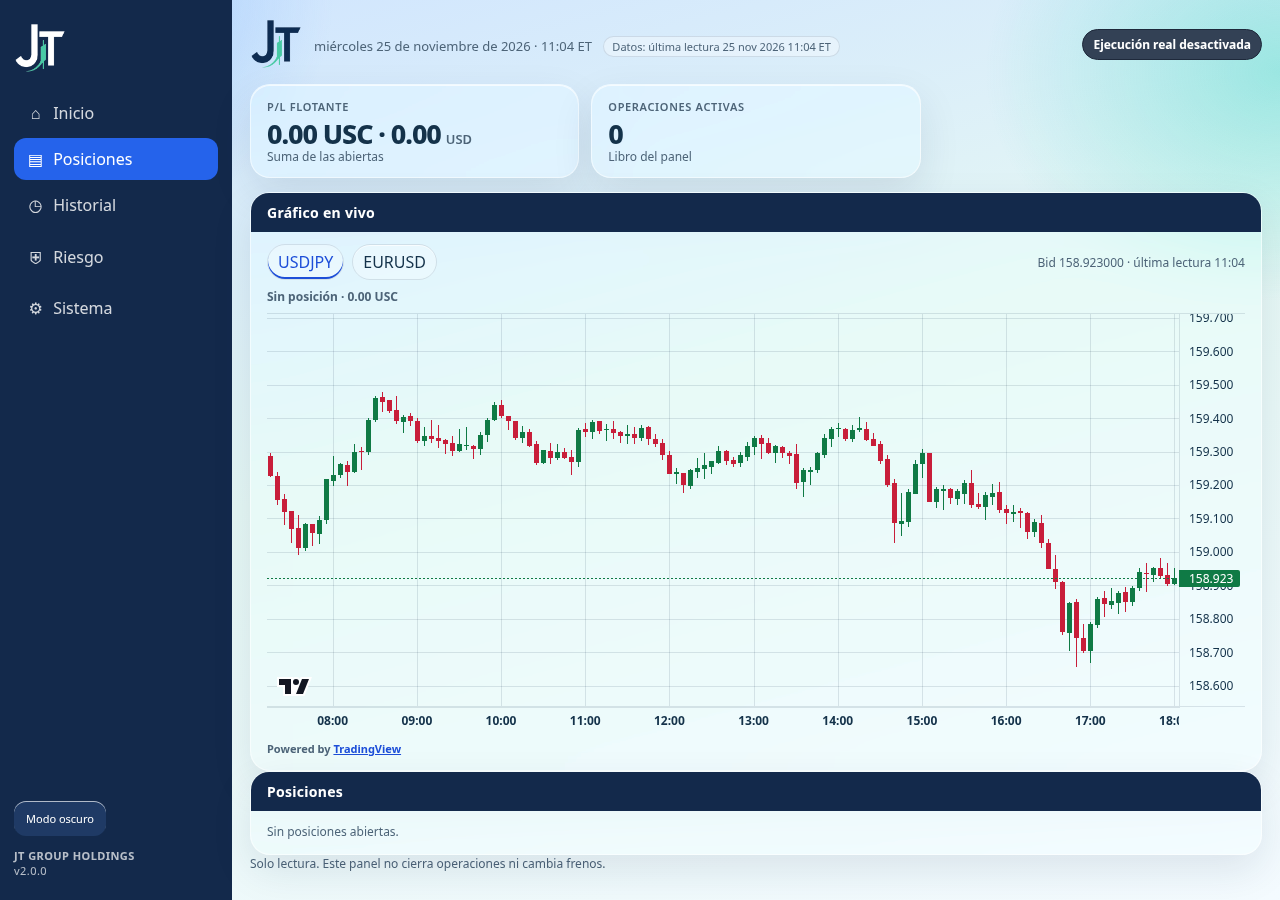 JT
Inicio
Posiciones
Historial
Riesgo
Sistema
Modo oscuro
JT GROUP HOLDINGS
v2.0.0
JT
miércoles 25 de noviembre de 2026 · 11:04 ET
Datos: última lectura 25 nov 2026 11:04 ET
Ejecución real desactivada
P/L FLOTANTE
0.00 USC · 0.00 USD
Suma de las abiertas
OPERACIONES ACTIVAS
0
Libro del panel
Gráfico en vivo
USDJPY
EURUSD
Bid 158.923000 · última lectura 11:04
Sin posición · 0.00 USC
159.700
159.600
159.500
159.400
159.300
159.200
159.100
159.000
158.923
158.900
158.800
158.700
158.600
08:00 09:00 10:00 11:00 12:00 13:00 14:00 15:00 16:00 17:00 18:0
Powered by TradingView
Posiciones
Sin posiciones abiertas.
Solo lectura. Este panel no cierra operaciones ni cambia frenos.